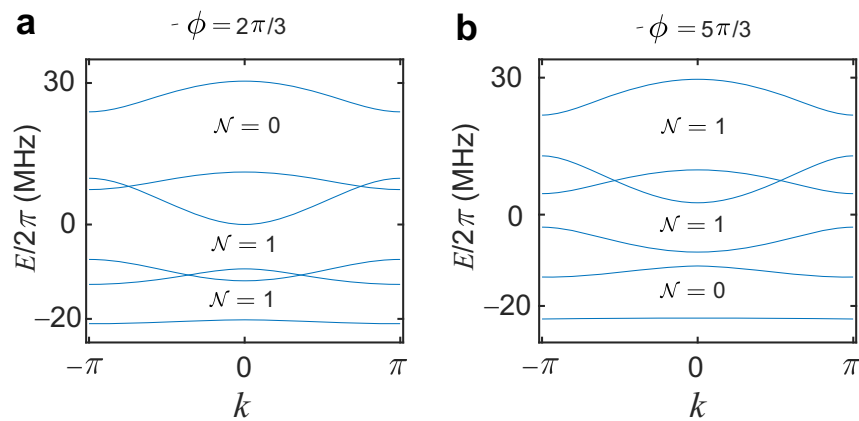 a
- ϕ = 2π/3
30
0
−20
E/2π (MHz)
𝒩 = 0
𝒩 = 1
𝒩 = 1
−π 0 π
k
b
- ϕ = 5π/3
30
0
−20
E/2π (MHz)
𝒩 = 1
𝒩 = 1
𝒩 = 0
−π 0 π
k